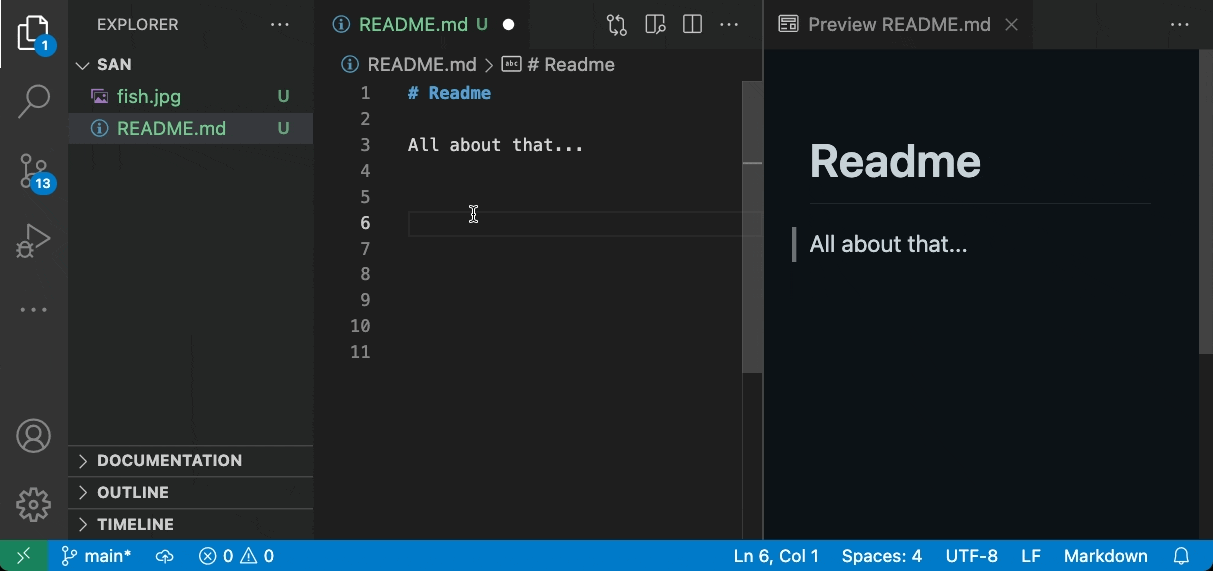 EXPLORER ...
1
SAN
fish.jpg U
README.md U
13
DOCUMENTATION
OUTLINE
TIMELINE
README.md U
README.md > abc # Readme
1 # Readme
2
3 All about that...
4
5
6
7
8
9
10
11
Preview README.md
Readme
All about that...
main* 0 0 Ln 6, Col 1 Spaces: 4 UTF-8 LF Markdown